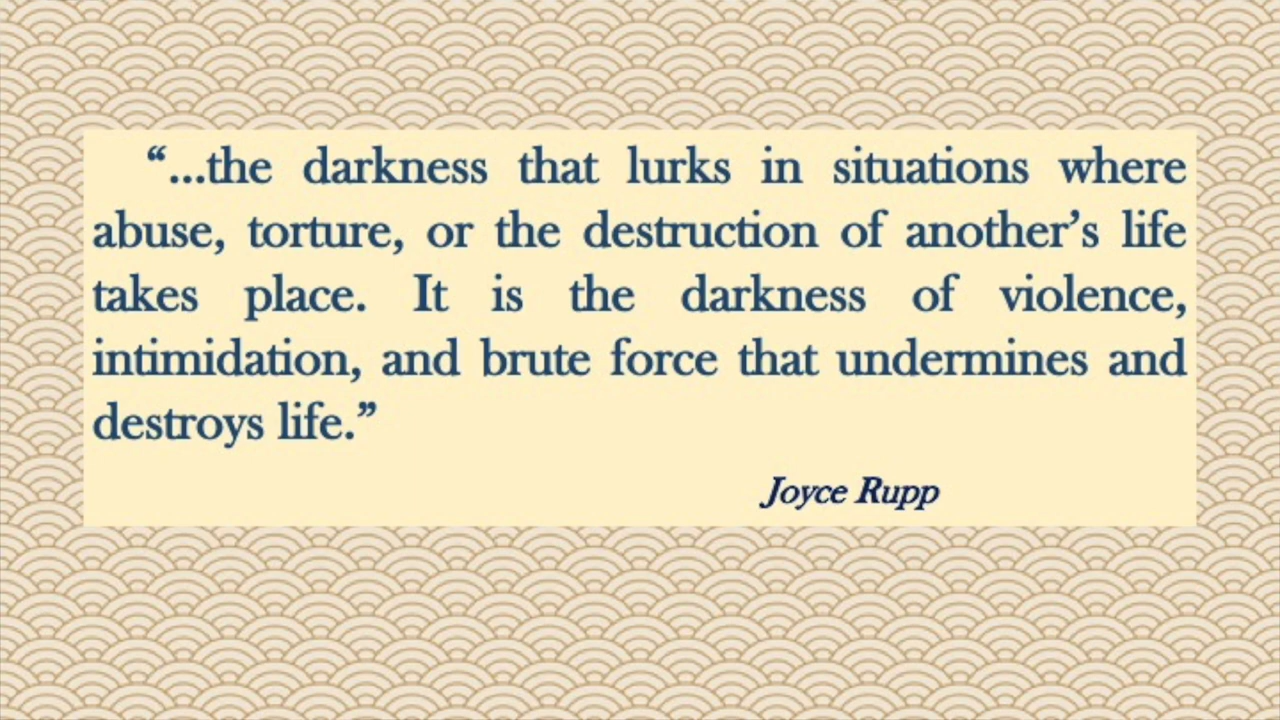 “...the darkness that lurks in situations where
abuse, torture, or the destruction of another’s life
takes place. It is the darkness of violence,
intimidation, and brute force that undermines and
destroys life.”
Joyce Rupp